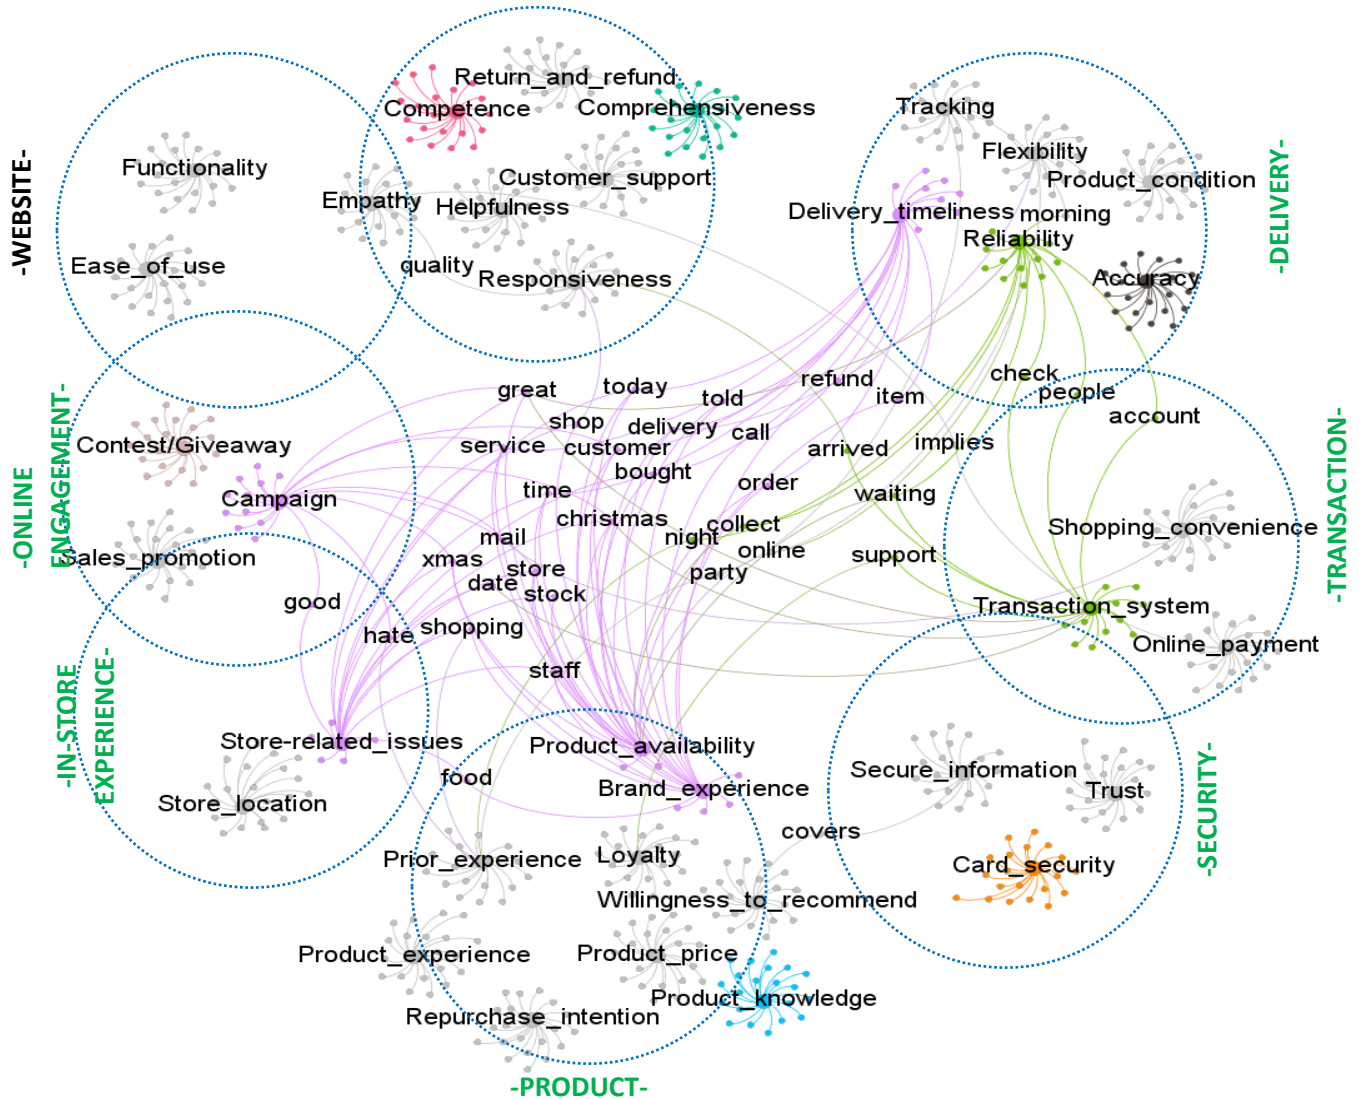 Return_and_refund
Competence
Comprehensiveness
Tracking
Functionality
Flexibility
Customer_support
Product_condition
Empathy
Helpfulness
Delivery_timeliness
morning
Reliability
-WEBSITE-
-DELIVERY-
Ease_of_use
quality
Responsiveness
Accuracy
great
today
told
refund
item
check
people
account
shop
delivery
call
Contest/Giveaway
service
customer
arrived
implies
bought
-ONLINE
ENGAGEMENT-
Campaign
time
order
waiting
-TRANSACTION-
christmas
night
collect
Shopping_convenience
mail
online
Sales_promotion
xmas
store
support
date
stock
party
good
Transaction_system
hate
shopping
Online_payment
staff
-IN-STORE
EXPERIENCE-
Store-related_issues
Product_availability
food
Brand_experience
Secure_information
Trust
-SECURITY-
Store_location
covers
Prior_experience
Loyalty
Card_security
Willingness_to_recommend
Product_experience
Product_price
Product_knowledge
Repurchase_intention
-PRODUCT-